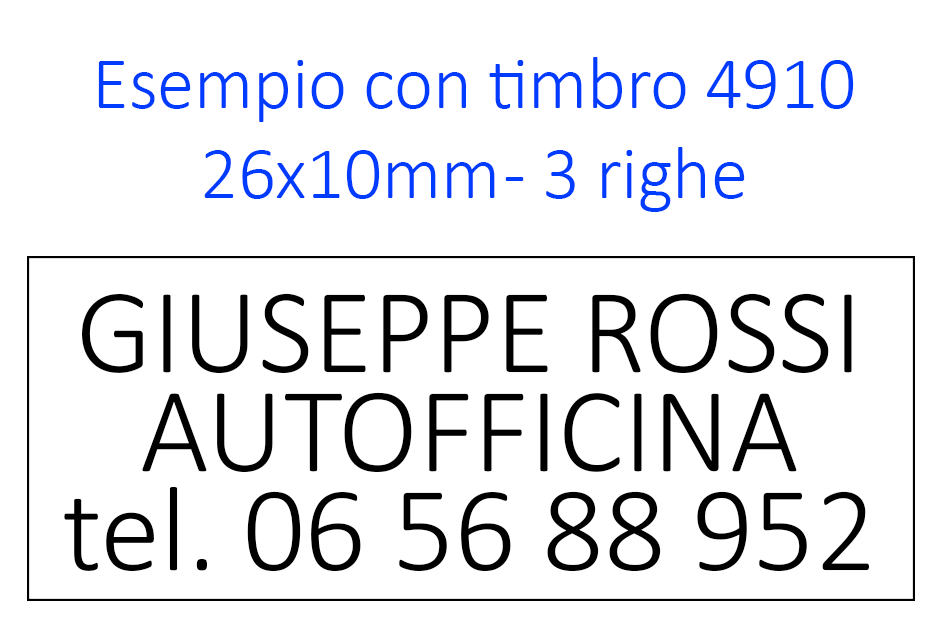 Esempio con timbro 4910
26x10mm- 3 righe
GIUSEPPE ROSSI
AUTOFFICINA
tel. 06 56 88 952